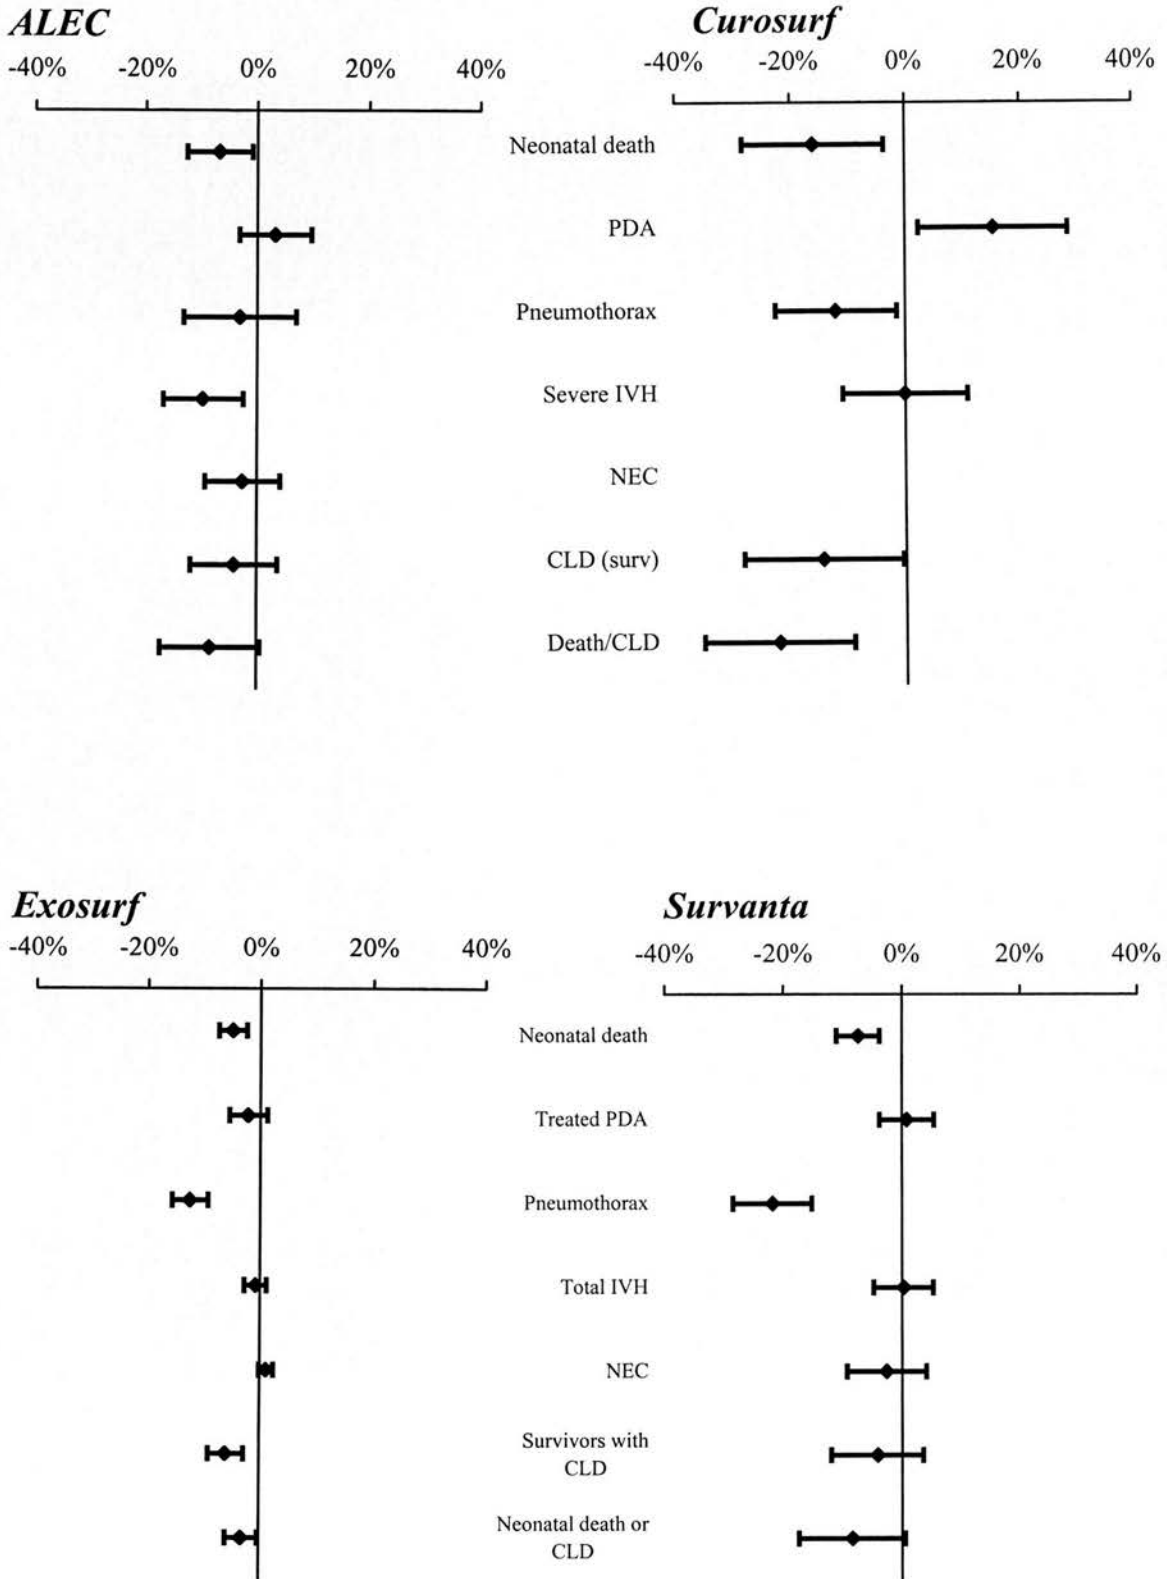 ALEC
Curosurf
-40% -20% 0% 20% 40%
-40% -20% 0% 20% 40%
Neonatal death
PDA
Pneumothorax
Severe IVH
NEC
CLD (surv)
Death/CLD
Exosurf
Survanta
-40% -20% 0% 20% 40%
-40% -20% 0% 20% 40%
Neonatal death
Treated PDA
Pneumothorax
Total IVH
NEC
Survivors with
CLD
Neonatal death or
CLD